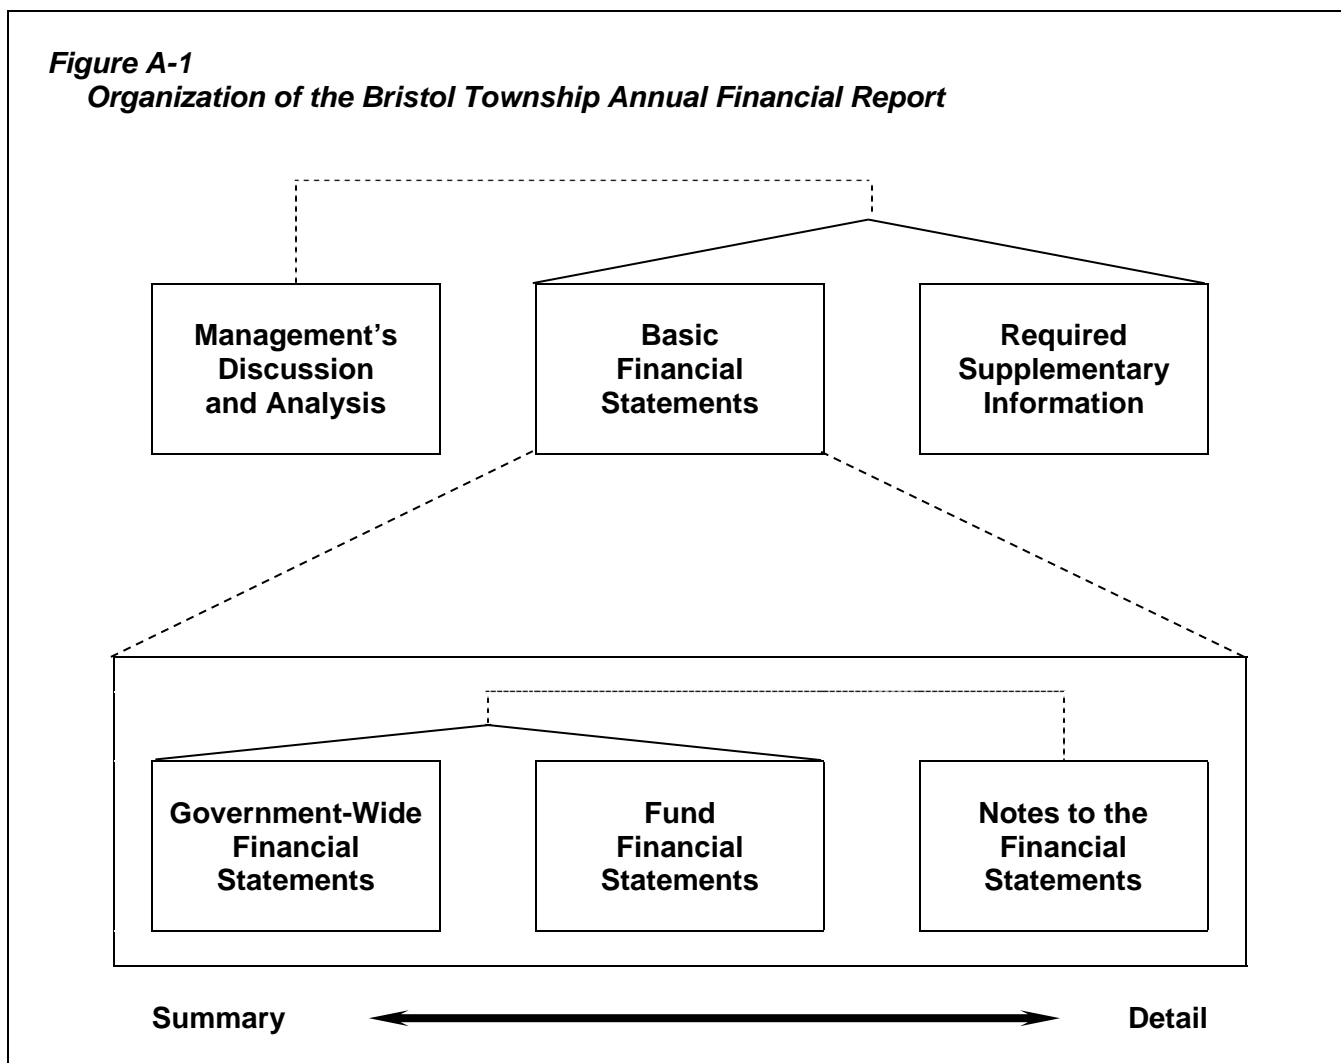 Figure A-1
Organization of the Bristol Township Annual Financial Report
Management’s
Discussion
and Analysis
Basic
Financial
Statements
Required
Supplementary
Information
Government-Wide
Financial
Statements
Fund
Financial
Statements
Notes to the
Financial
Statements
Summary
Detail